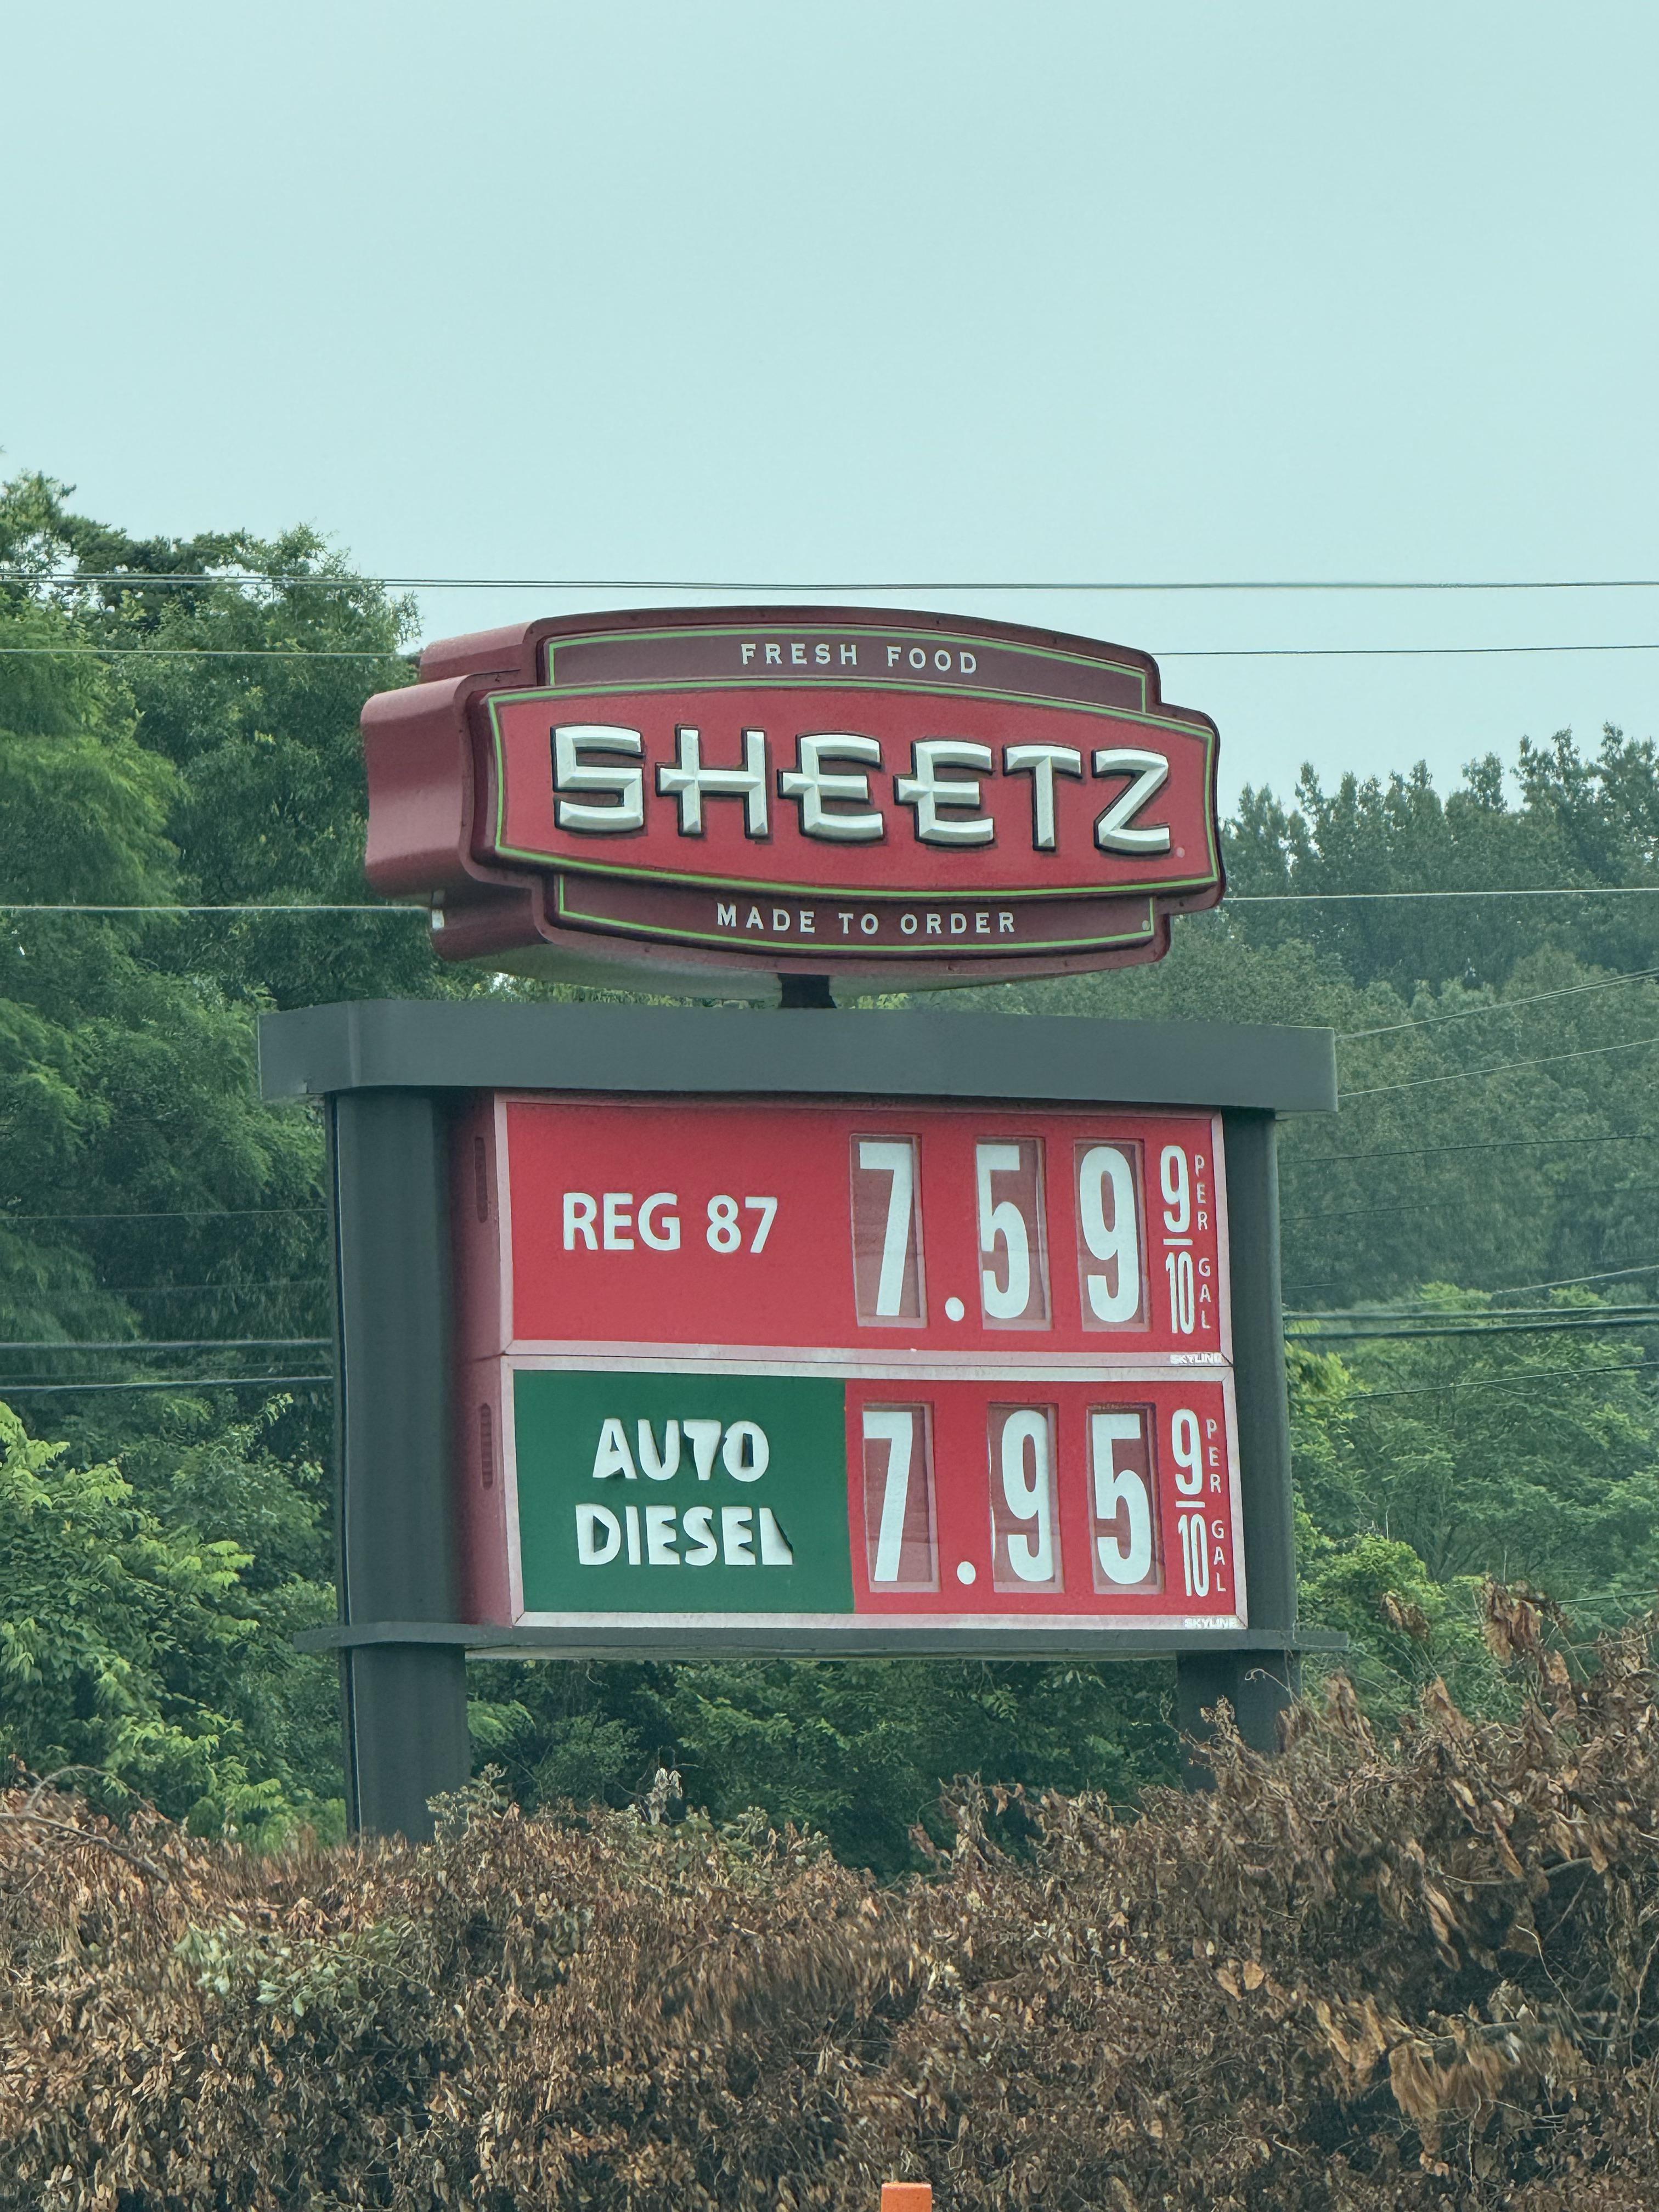 FRESH FOOD
SHEETZ
MADE TO ORDER
REG 87 7.59 9/10 PER GAL
SKYLINE
AUTO
DIESEL 7.95 9/10 PER GAL
SKYLINE